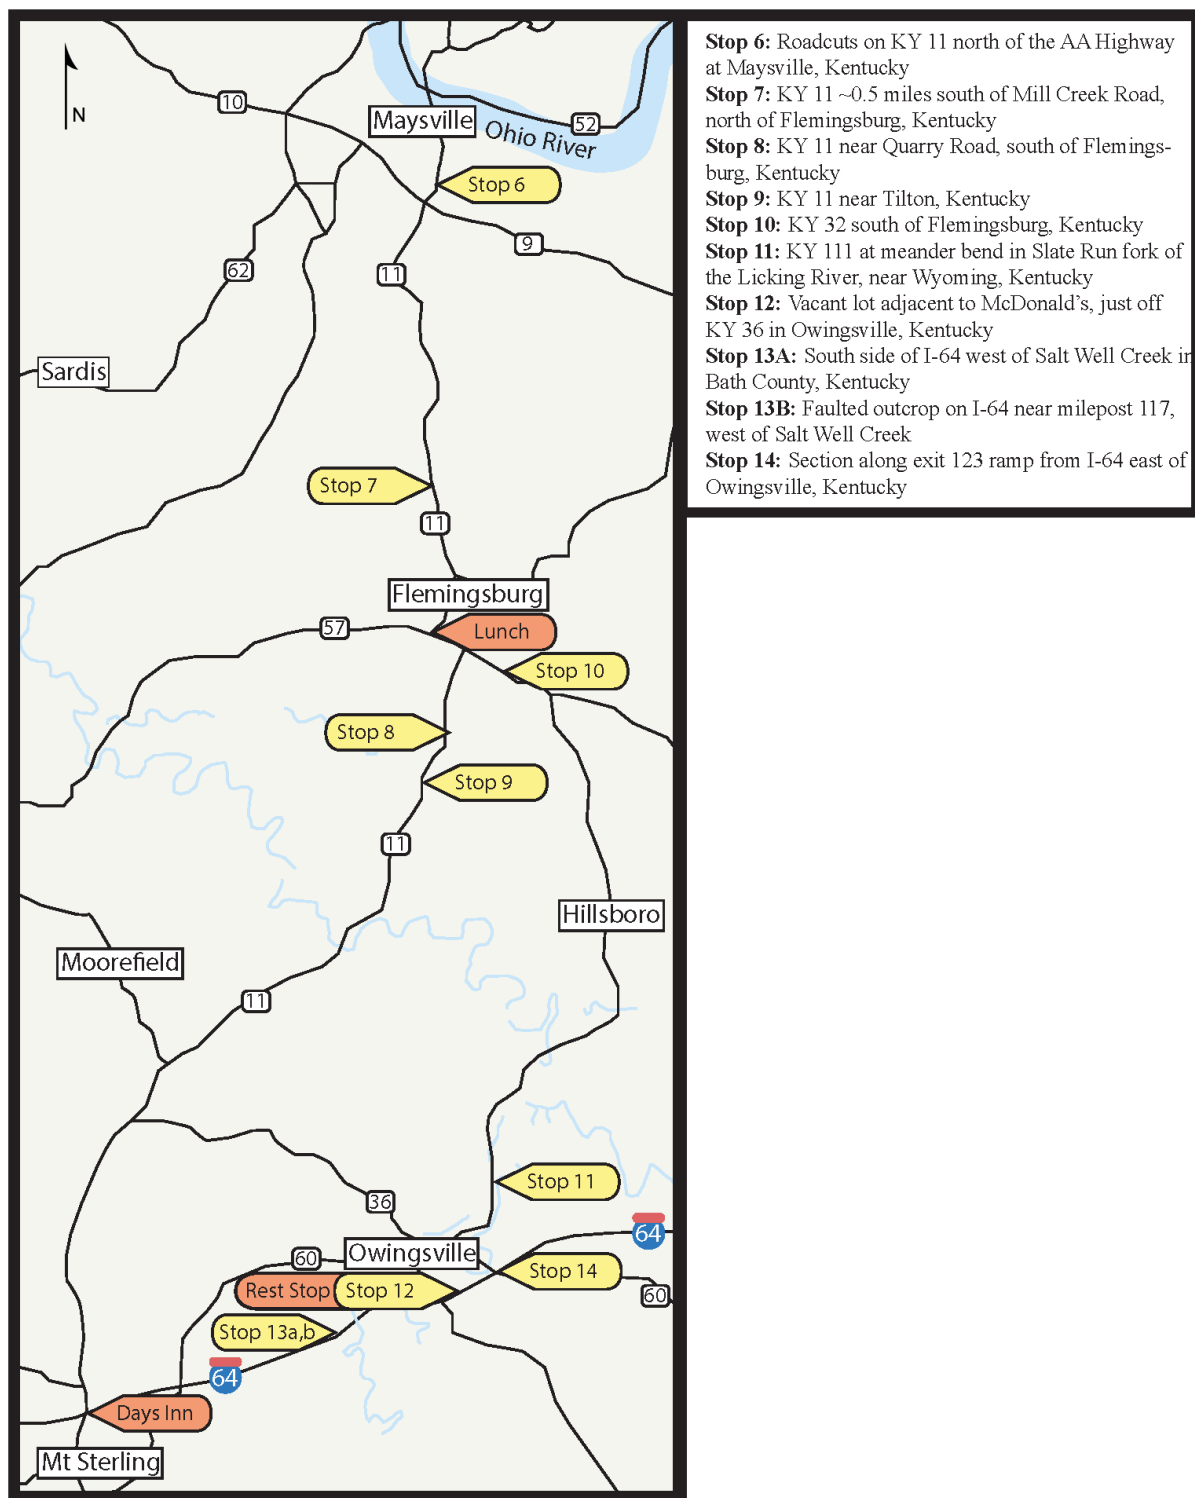 N
10
Maysville
Ohio River
52
Stop 6
9
62
11
Sardis
Stop 7
11
Flemingsburg
57
Lunch
Stop 10
Stop 8
Stop 9
11
Hillsboro
Moorefield
11
Stop 11
36
64
Owingsville
60
Stop 14
Rest Stop
Stop 12
60
Stop 13a,b
64
Days Inn
Mt Sterling
Stop 6: Roadcuts on KY 11 north of the AA Highway
at Maysville, Kentucky
Stop 7: KY 11 ~0.5 miles south of Mill Creek Road,
north of Flemingsburg, Kentucky
Stop 8: KY 11 near Quarry Road, south of Flemings-
burg, Kentucky
Stop 9: KY 11 near Tilton, Kentucky
Stop 10: KY 32 south of Flemingsburg, Kentucky
Stop 11: KY 111 at meander bend in Slate Run fork of
the Licking River, near Wyoming, Kentucky
Stop 12: Vacant lot adjacent to McDonald's, just off
KY 36 in Owingsville, Kentucky
Stop 13A: South side of I-64 west of Salt Well Creek in
Bath County, Kentucky
Stop 13B: Faulted outcrop on I-64 near milepost 117,
west of Salt Well Creek
Stop 14: Section along exit 123 ramp from I-64 east of
Owingsville, Kentucky